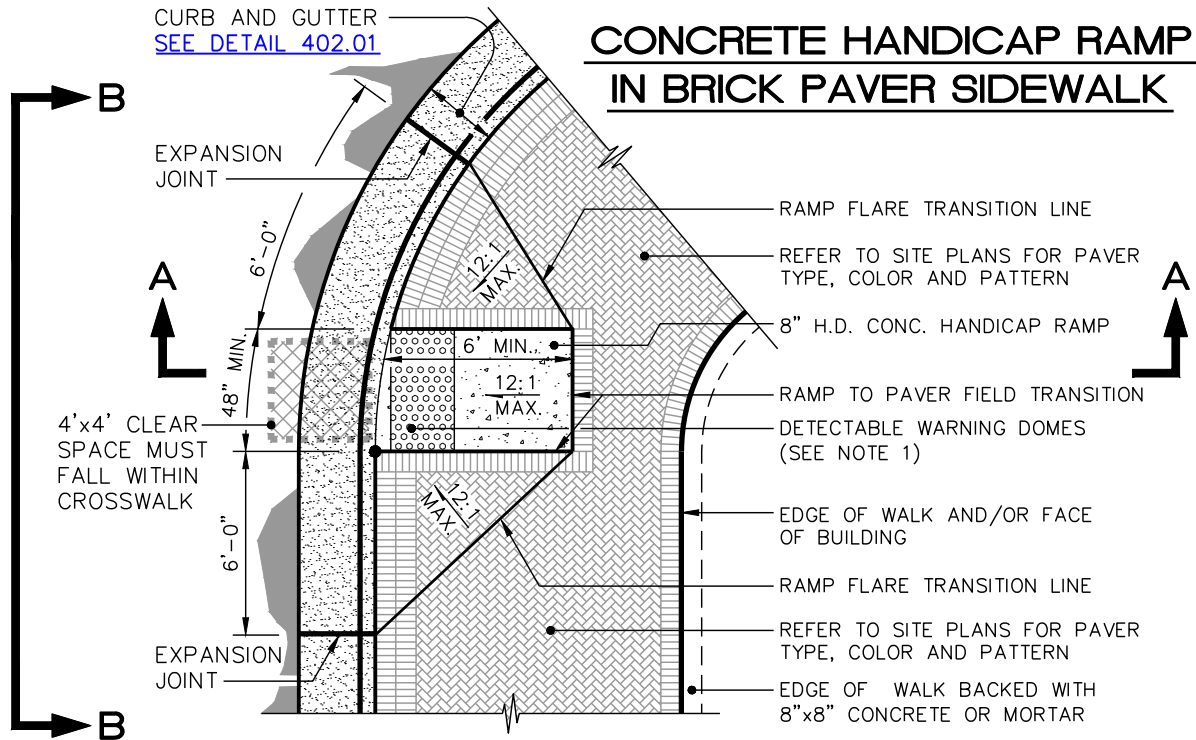 CURB AND GUTTER
SEE DETAIL 402.01
CONCRETE HANDICAP RAMP
IN BRICK PAVER SIDEWALK
B
EXPANSION
JOINT
6'-0"
12:1
MAX.
RAMP FLARE TRANSITION LINE
REFER TO SITE PLANS FOR PAVER
TYPE, COLOR AND PATTERN
A
A
48" MIN.
6' MIN.
8" H.D. CONC. HANDICAP RAMP
12:1
MAX.
RAMP TO PAVER FIELD TRANSITION
4'x4' CLEAR
SPACE MUST
FALL WITHIN
CROSSWALK
DETECTABLE WARNING DOMES
(SEE NOTE 1)
12:1
MAX.
6'-0"
EDGE OF WALK AND/OR FACE
OF BUILDING
RAMP FLARE TRANSITION LINE
REFER TO SITE PLANS FOR PAVER
TYPE, COLOR AND PATTERN
EXPANSION
JOINT
EDGE OF  WALK BACKED WITH
8"x8" CONCRETE OR MORTAR
B